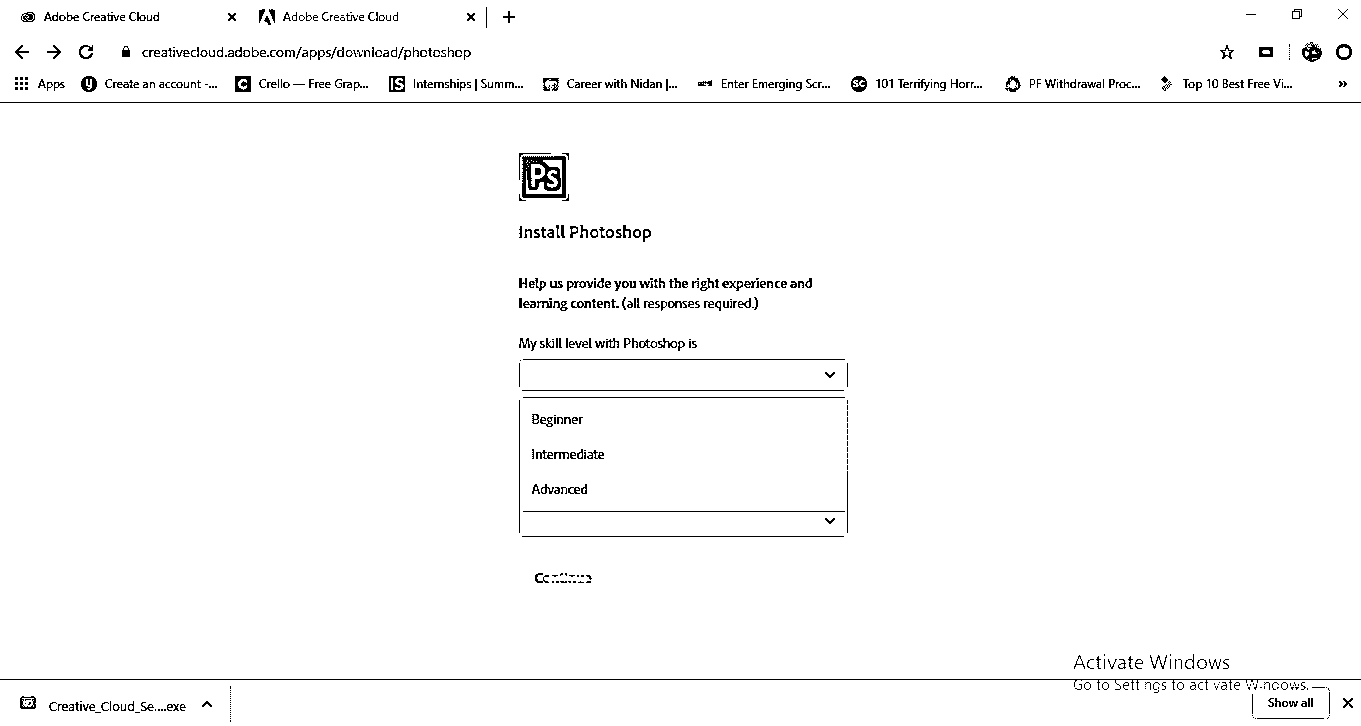 Adobe Creative Cloud
Adobe Creative Cloud
creativecloud.adobe.com/apps/download/photoshop
Apps
Create an account -...
Crello — Free Grap...
Internships | Summ...
Career with Nidan |...
Enter Emerging Scr...
SC
101 Terrifying Horr...
PF Withdrawal Proc...
Top 10 Best Free Vi...
»
Ps
Install Photoshop
Help us provide you with the right experience and
learning content. (all responses required.)
My skill level with Photoshop is
Beginner
Intermediate
Advanced
Continue
Activate Windows
Go to Settings to activate Windows.
Creative_Cloud_Se....exe
Show all